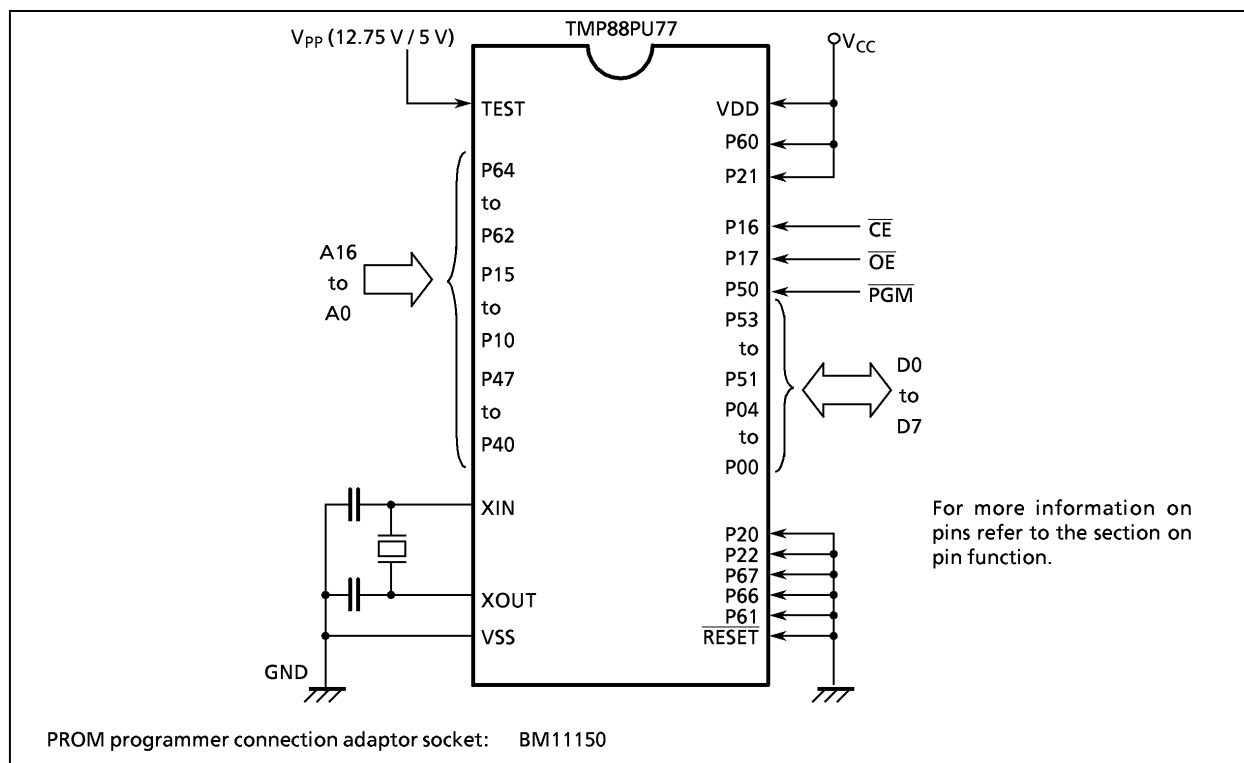 TMP88PU77
VPP (12.75 V / 5 V)
VCC
TEST
P64
to
P62
P15
to
P10
P47
to
P40
A16
to
A0
XIN
XOUT
VSS
GND
VDD
P60
P21
P16
P17
P50
P53
to
P51
P04
to
P00
CE
OE
PGM
D0
to
D7
P20
P22
P67
P66
P61
RESET
For more information on
pins refer to the section on
pin function.
PROM programmer connection adaptor socket: BM11150